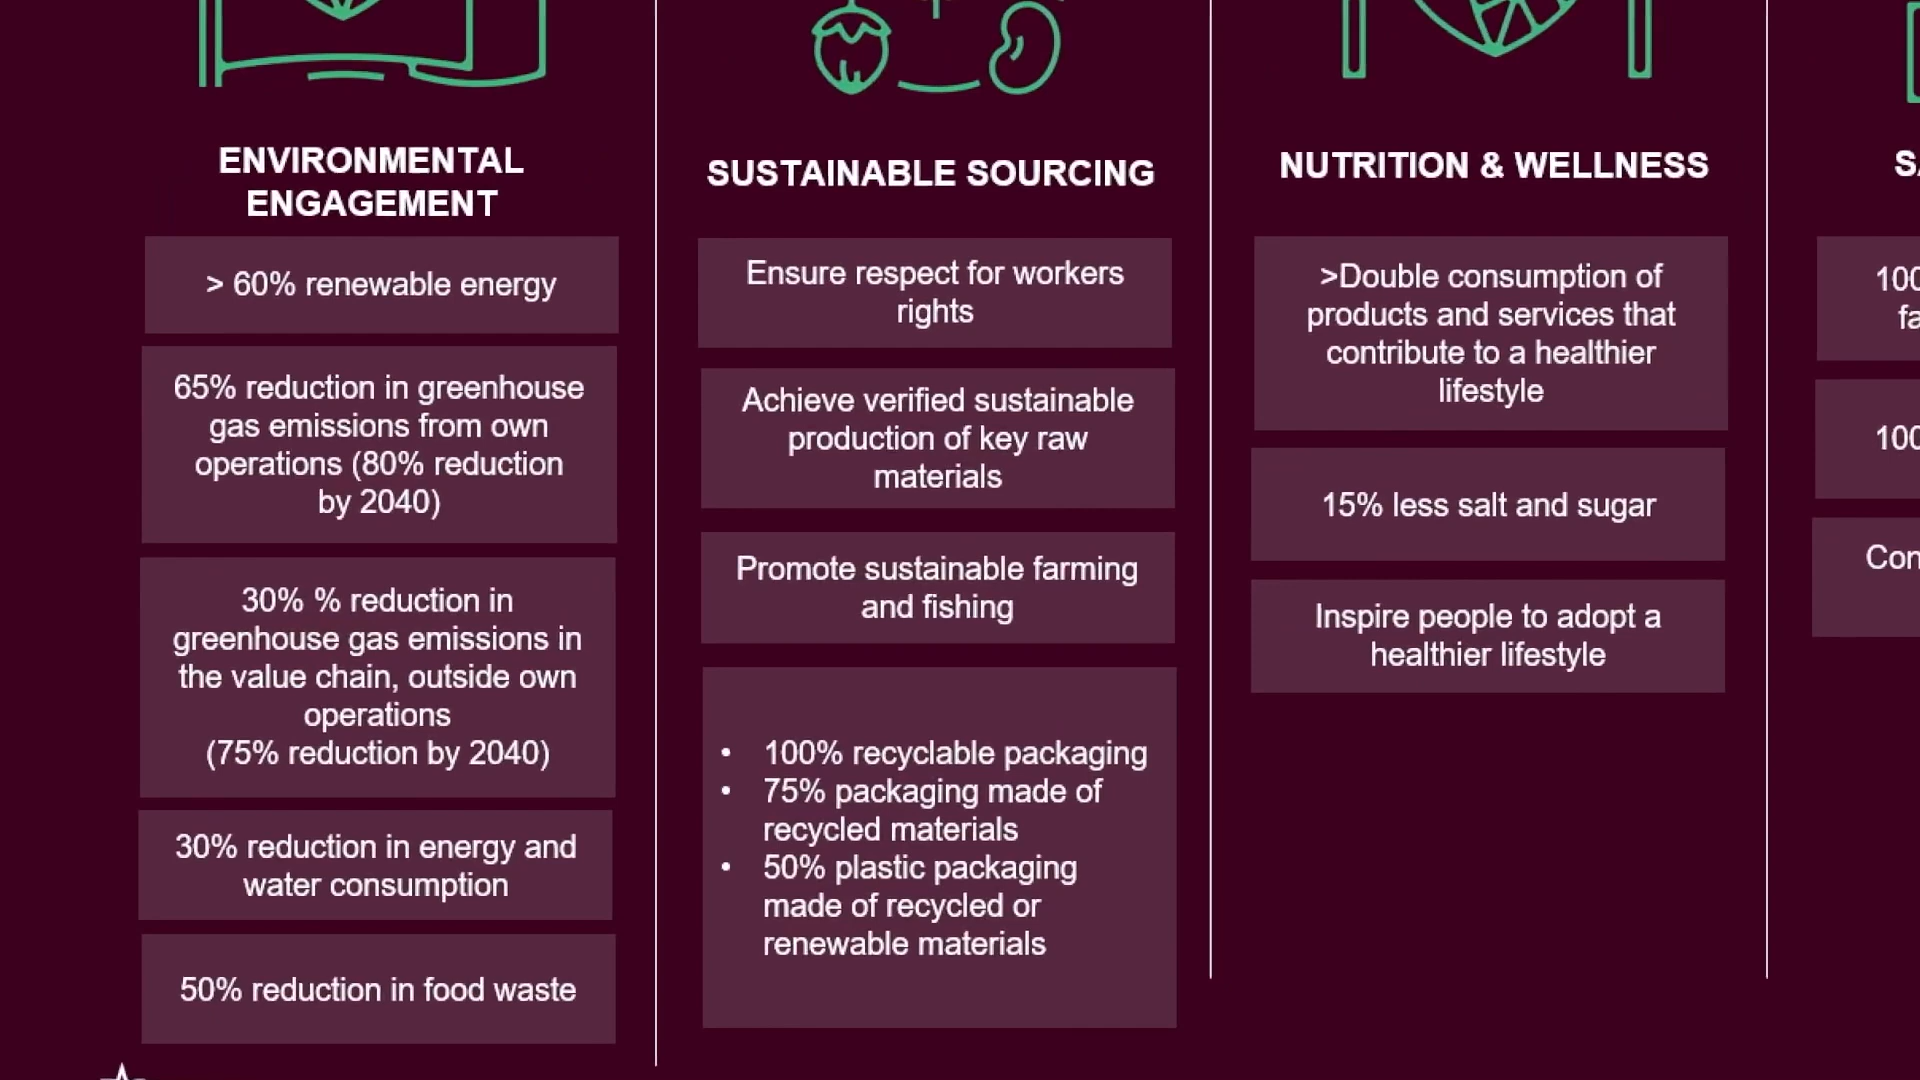 ENVIRONMENTAL
ENGAGEMENT
> 60% renewable energy
65% reduction in greenhouse
gas emissions from own
operations (80% reduction
by 2040)
30% % reduction in
greenhouse gas emissions in
the value chain, outside own
operations
(75% reduction by 2040)
30% reduction in energy and
water consumption
50% reduction in food waste
SUSTAINABLE SOURCING
Ensure respect for workers
rights
Achieve verified sustainable
production of key raw
materials
Promote sustainable farming
and fishing
• 100% recyclable packaging
• 75% packaging made of
recycled materials
• 50% plastic packaging
made of recycled or
renewable materials
NUTRITION & WELLNESS
>Double consumption of
products and services that
contribute to a healthier
lifestyle
15% less salt and sugar
Inspire people to adopt a
healthier lifestyle